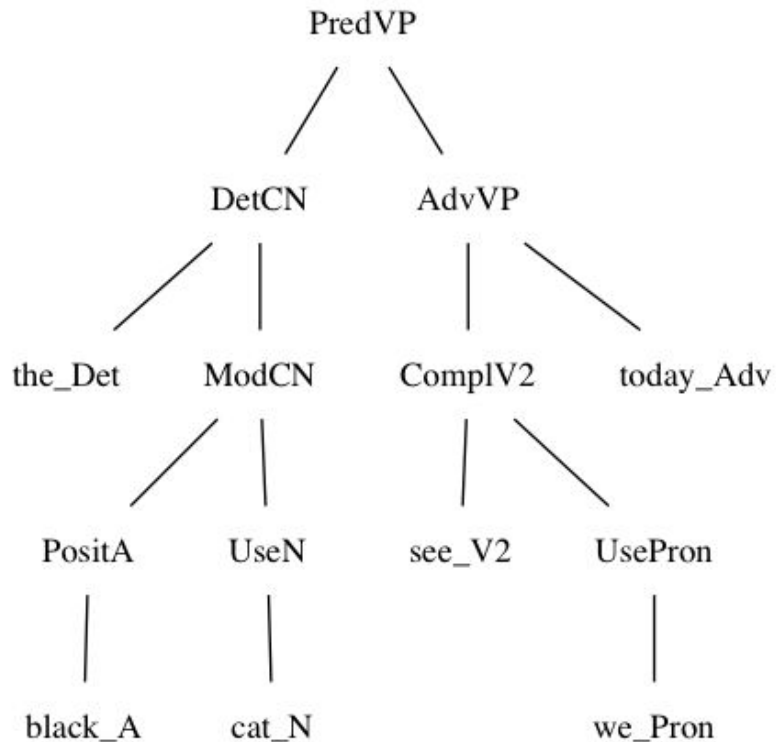 PredVP
DetCN AdvVP
the_Det ModCN ComplV2 today_Adv
PositA UseN see_V2 UsePron
black_A cat_N we_Pron